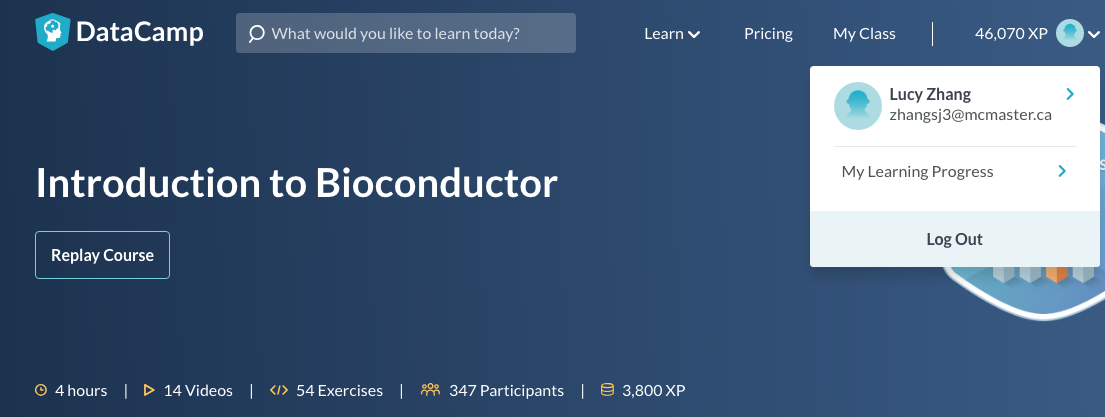 DataCamp
What would you like to learn today?
Learn
Pricing
My Class
46,070 XP
Lucy Zhang
zhangsj3@mcmaster.ca
My Learning Progress
Log Out
Introduction to Bioconductor
Replay Course
4 hours | 14 Videos | 54 Exercises | 347 Participants | 3,800 XP